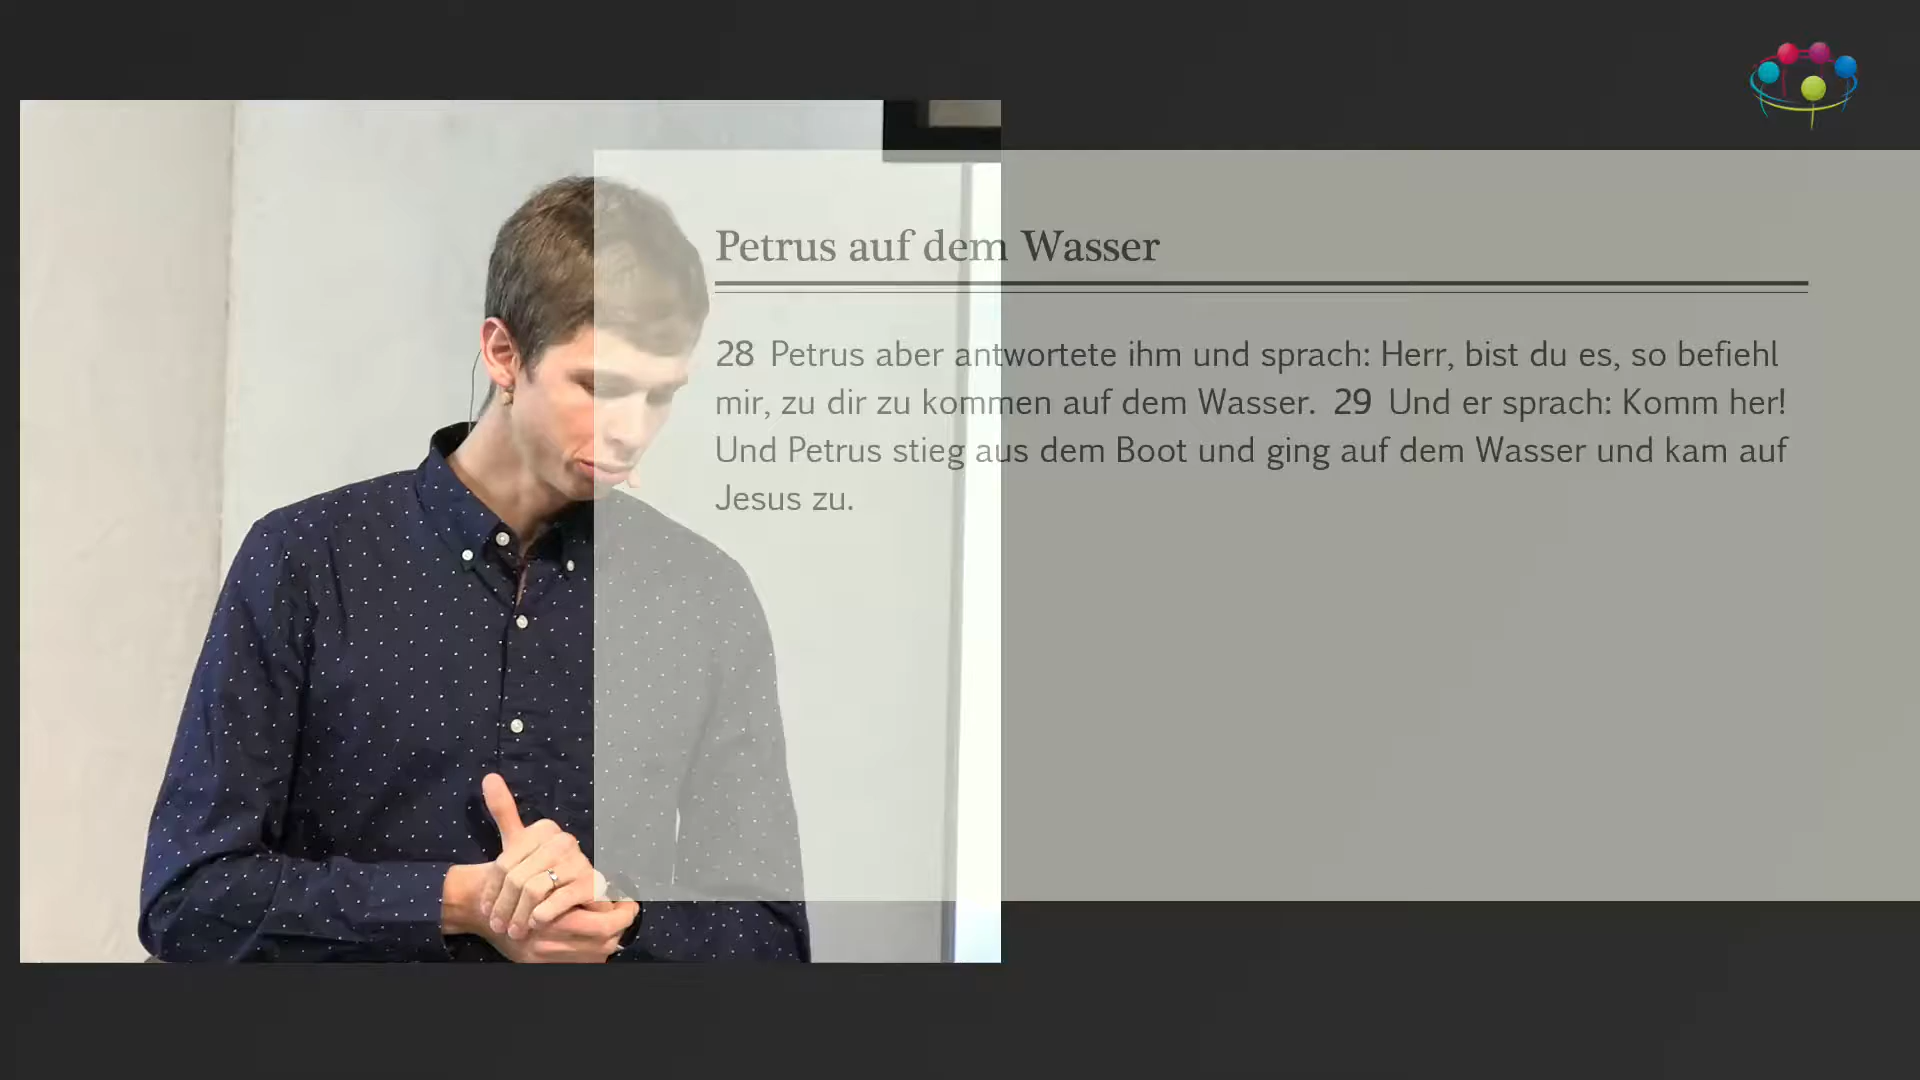 Petrus auf dem Wasser
28 Petrus aber antwortete ihm und sprach: Herr, bist du es, so befiehl
mir, zu dir zu kommen auf dem Wasser. 29 Und er sprach: Komm her!
Und Petrus stieg aus dem Boot und ging auf dem Wasser und kam auf
Jesus zu.